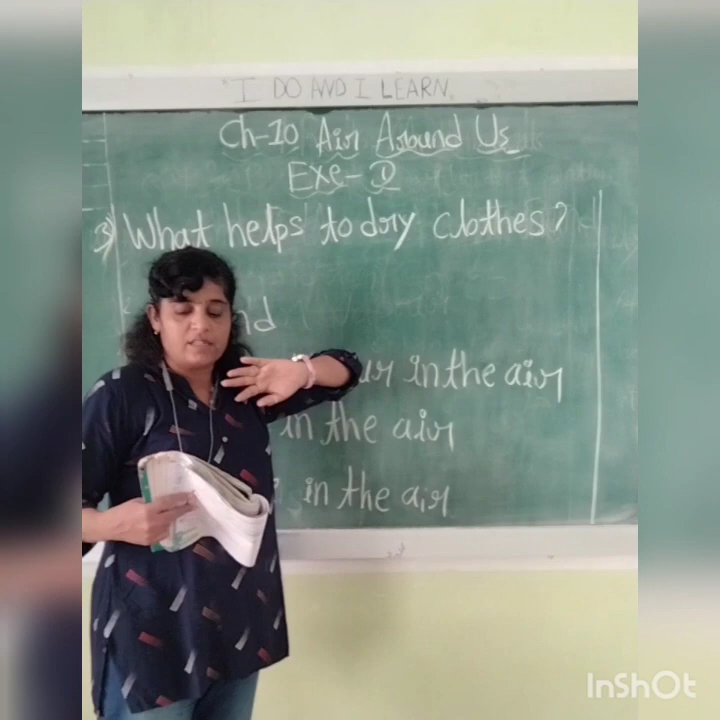 I DO AND I LEARN.
Ch-10 Air Around Us
Exe-D
3) What helps to dry clothes?
in the air
in the air
in the air
InShOt